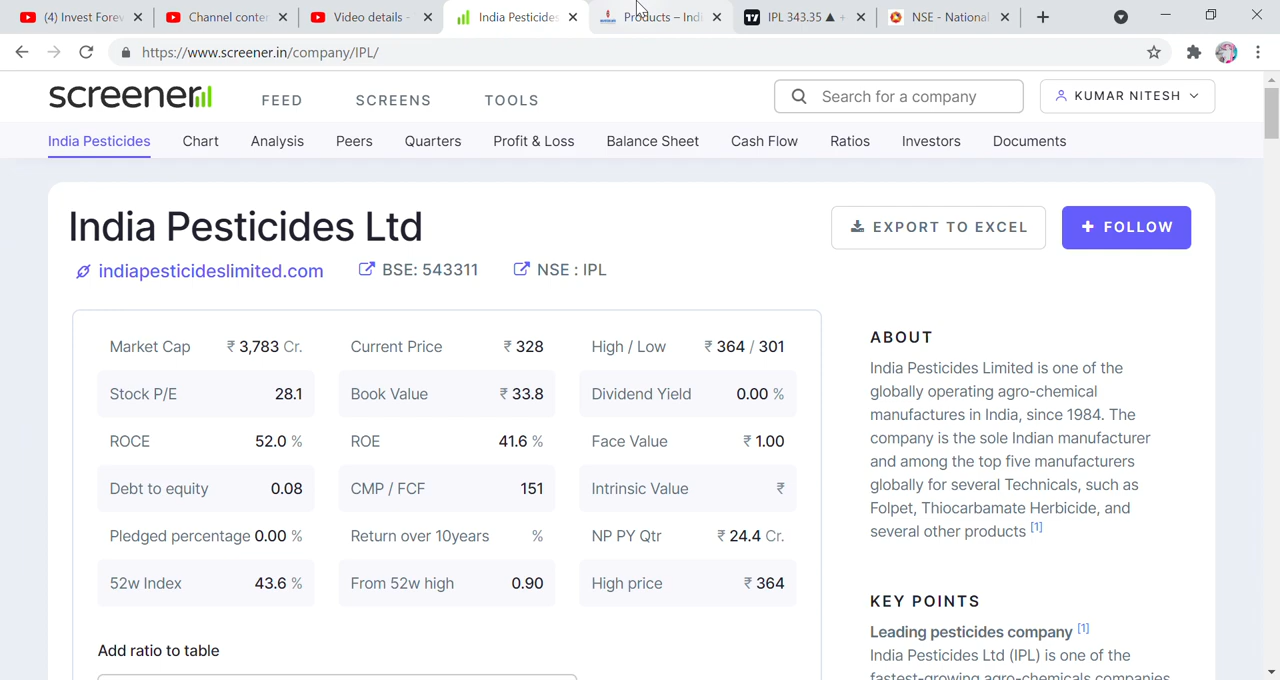 (4) Invest Forev
Channel conter
Video details -
India Pesticides
Products – Indi
IPL 343.35 ▲ +
NSE - National
https://www.screener.in/company/IPL/
screener
FEED
SCREENS
TOOLS
Search for a company
KUMAR NITESH
India Pesticides
Chart
Analysis
Peers
Quarters
Profit & Loss
Balance Sheet
Cash Flow
Ratios
Investors
Documents
India Pesticides Ltd
EXPORT TO EXCEL
+ FOLLOW
indiapesticideslimited.com
BSE: 543311
NSE : IPL
Market Cap ₹ 3,783 Cr.
Current Price ₹ 328
High / Low ₹ 364 / 301
Stock P/E 28.1
Book Value ₹ 33.8
Dividend Yield 0.00 %
ROCE 52.0 %
ROE 41.6 %
Face Value ₹ 1.00
Debt to equity 0.08
CMP / FCF 151
Intrinsic Value ₹
Pledged percentage 0.00 %
Return over 10years %
NP PY Qtr ₹ 24.4 Cr.
52w Index 43.6 %
From 52w high 0.90
High price ₹ 364
Add ratio to table
ABOUT
India Pesticides Limited is one of the
globally operating agro-chemical
manufactures in India, since 1984. The
company is the sole Indian manufacturer
and among the top five manufacturers
globally for several Technicals, such as
Folpet, Thiocarbamate Herbicide, and
several other products [1]
KEY POINTS
Leading pesticides company [1]
India Pesticides Ltd (IPL) is one of the
fastest-growing agro-chemicals companies